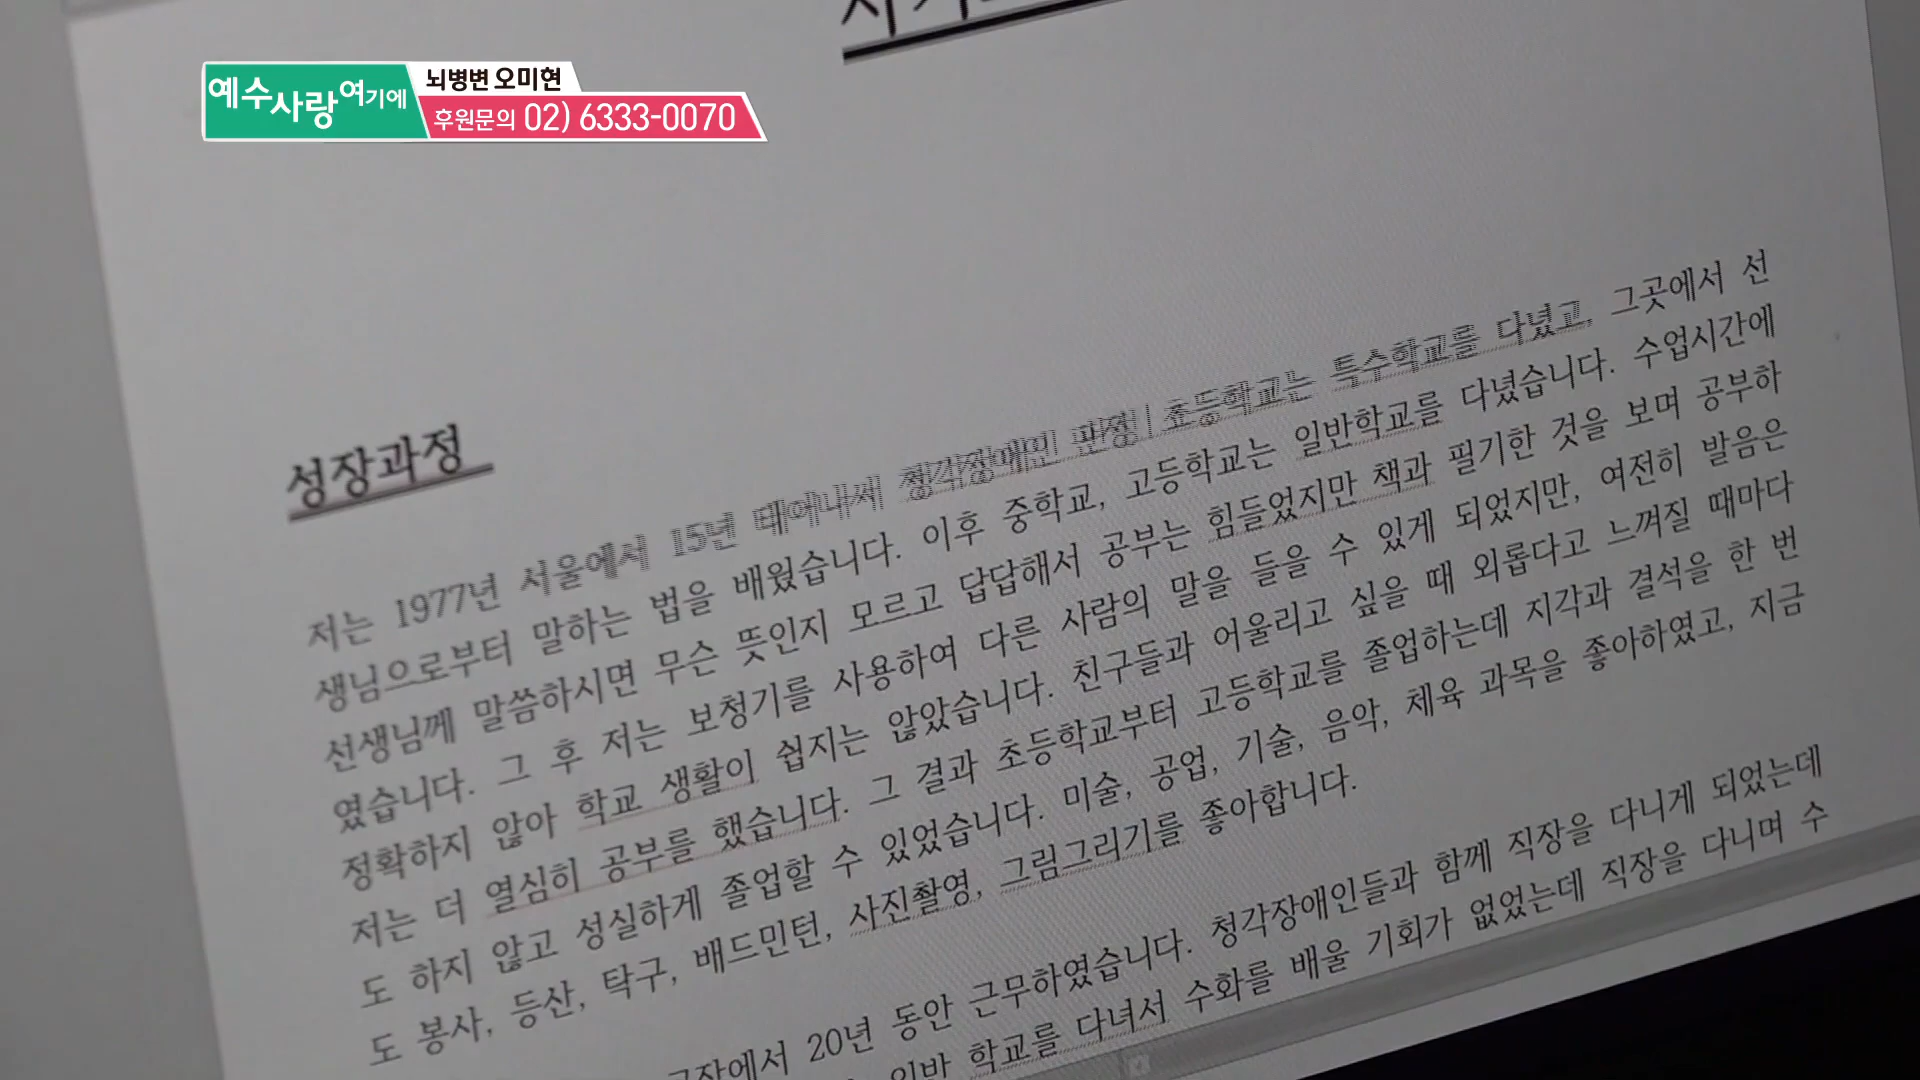 예수사랑여기에
뇌병변 오미현
후원문의 02) 6333-0070
성장과정
저는 1977년 서울에서 15년 태어나서 청각장애인 판정 초등학교는 특수학교를 다녔고, 그곳에서 선
생님으로부터 말하는 법을 배웠습니다. 이후 중학교, 고등학교는 일반학교를 다녔습니다. 수업시간에
선생님께 말씀하시면 무슨 뜻인지 모르고 답답해서 공부는 힘들었지만 책과 필기한 것을 보며 공부하
였습니다. 그 후 저는 보청기를 사용하여 다른 사람의 말을 들을 수 있게 되었지만, 여전히 발음은
정확하지 않아 학교 생활이 쉽지는 않았습니다. 친구들과 어울리고 싶을 때 외롭다고 느껴질 때마다
저는 더 열심히 공부를 했습니다. 그 결과 초등학교부터 고등학교를 졸업하는데 지각과 결석을 한 번
도 하지 않고 성실하게 졸업할 수 있었습니다. 미술, 공업, 기술, 음악, 체육 과목을 좋아하였고, 지금
도 봉사, 등산, 탁구, 배드민턴, 사진촬영, 그림그리기를 좋아합니다.
에서 20년 동안 근무하였습니다. 청각장애인들과 함께 직장을 다니게 되었는데
일반 학교를 다녀서 수화를 배울 기회가 없었는데 직장을 다니며 수